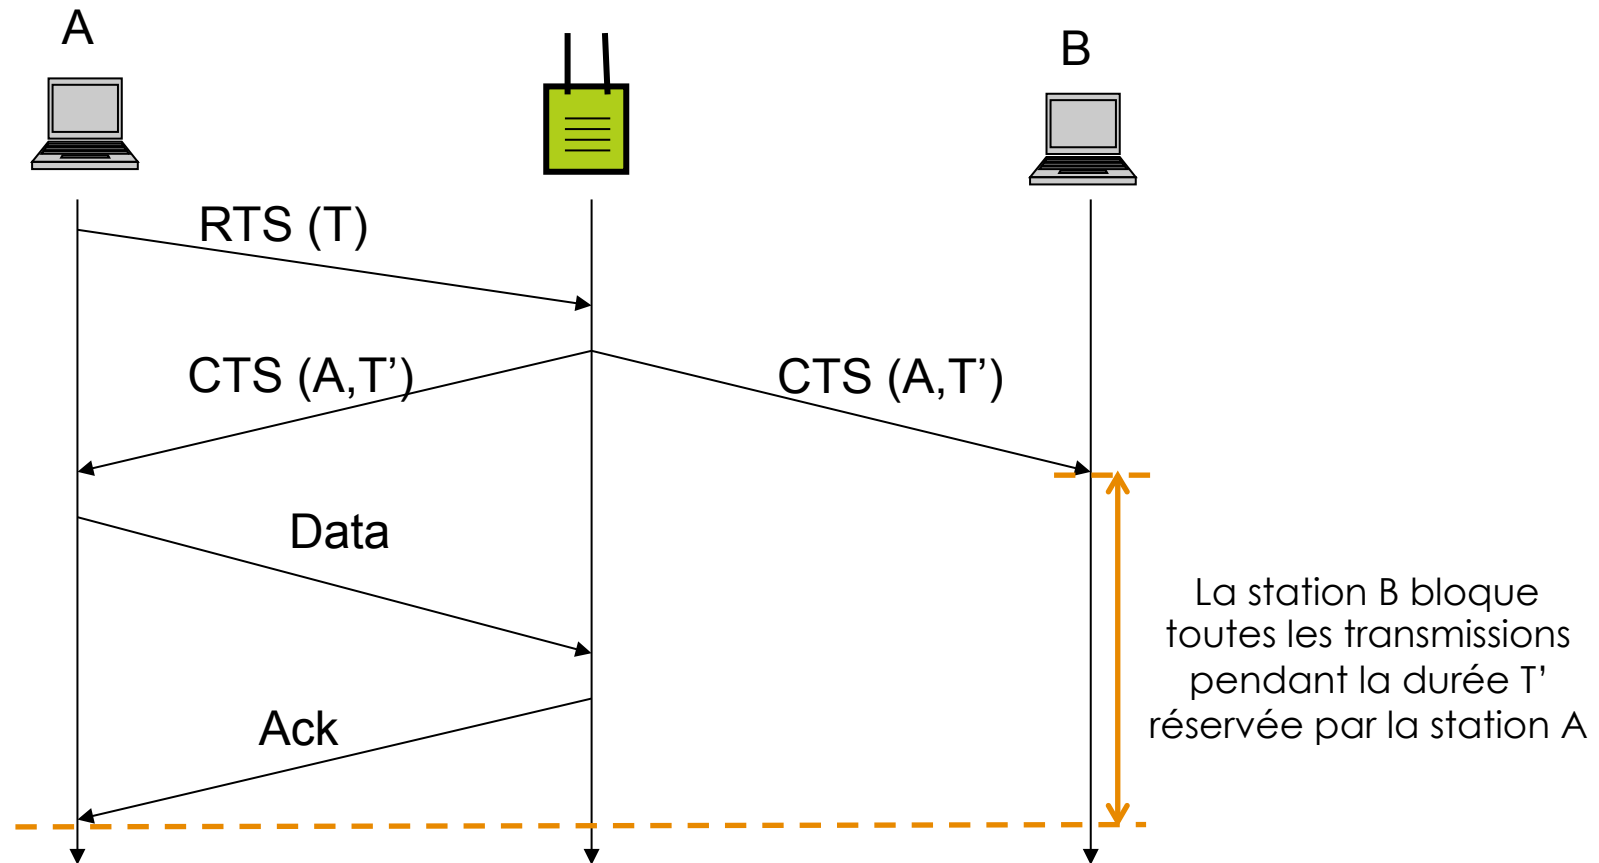 A
B
RTS (T)
CTS (A,T’)
CTS (A,T’)
Data
La station B bloque
toutes les transmissions
pendant la durée T’
réservée par la station A
Ack